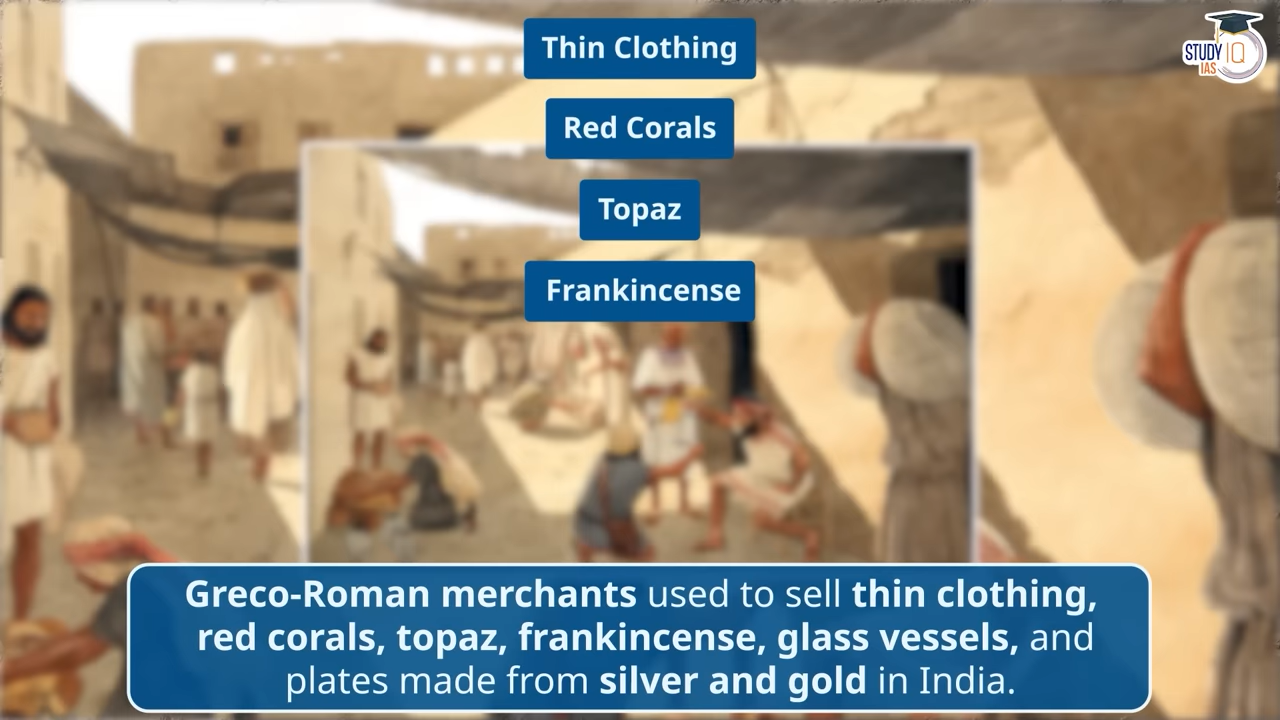 Thin Clothing
STUDY IQ
IAS
Red Corals
Topaz
Frankincense
Greco-Roman merchants used to sell thin clothing,
red corals, topaz, frankincense, glass vessels, and
plates made from silver and gold in India.